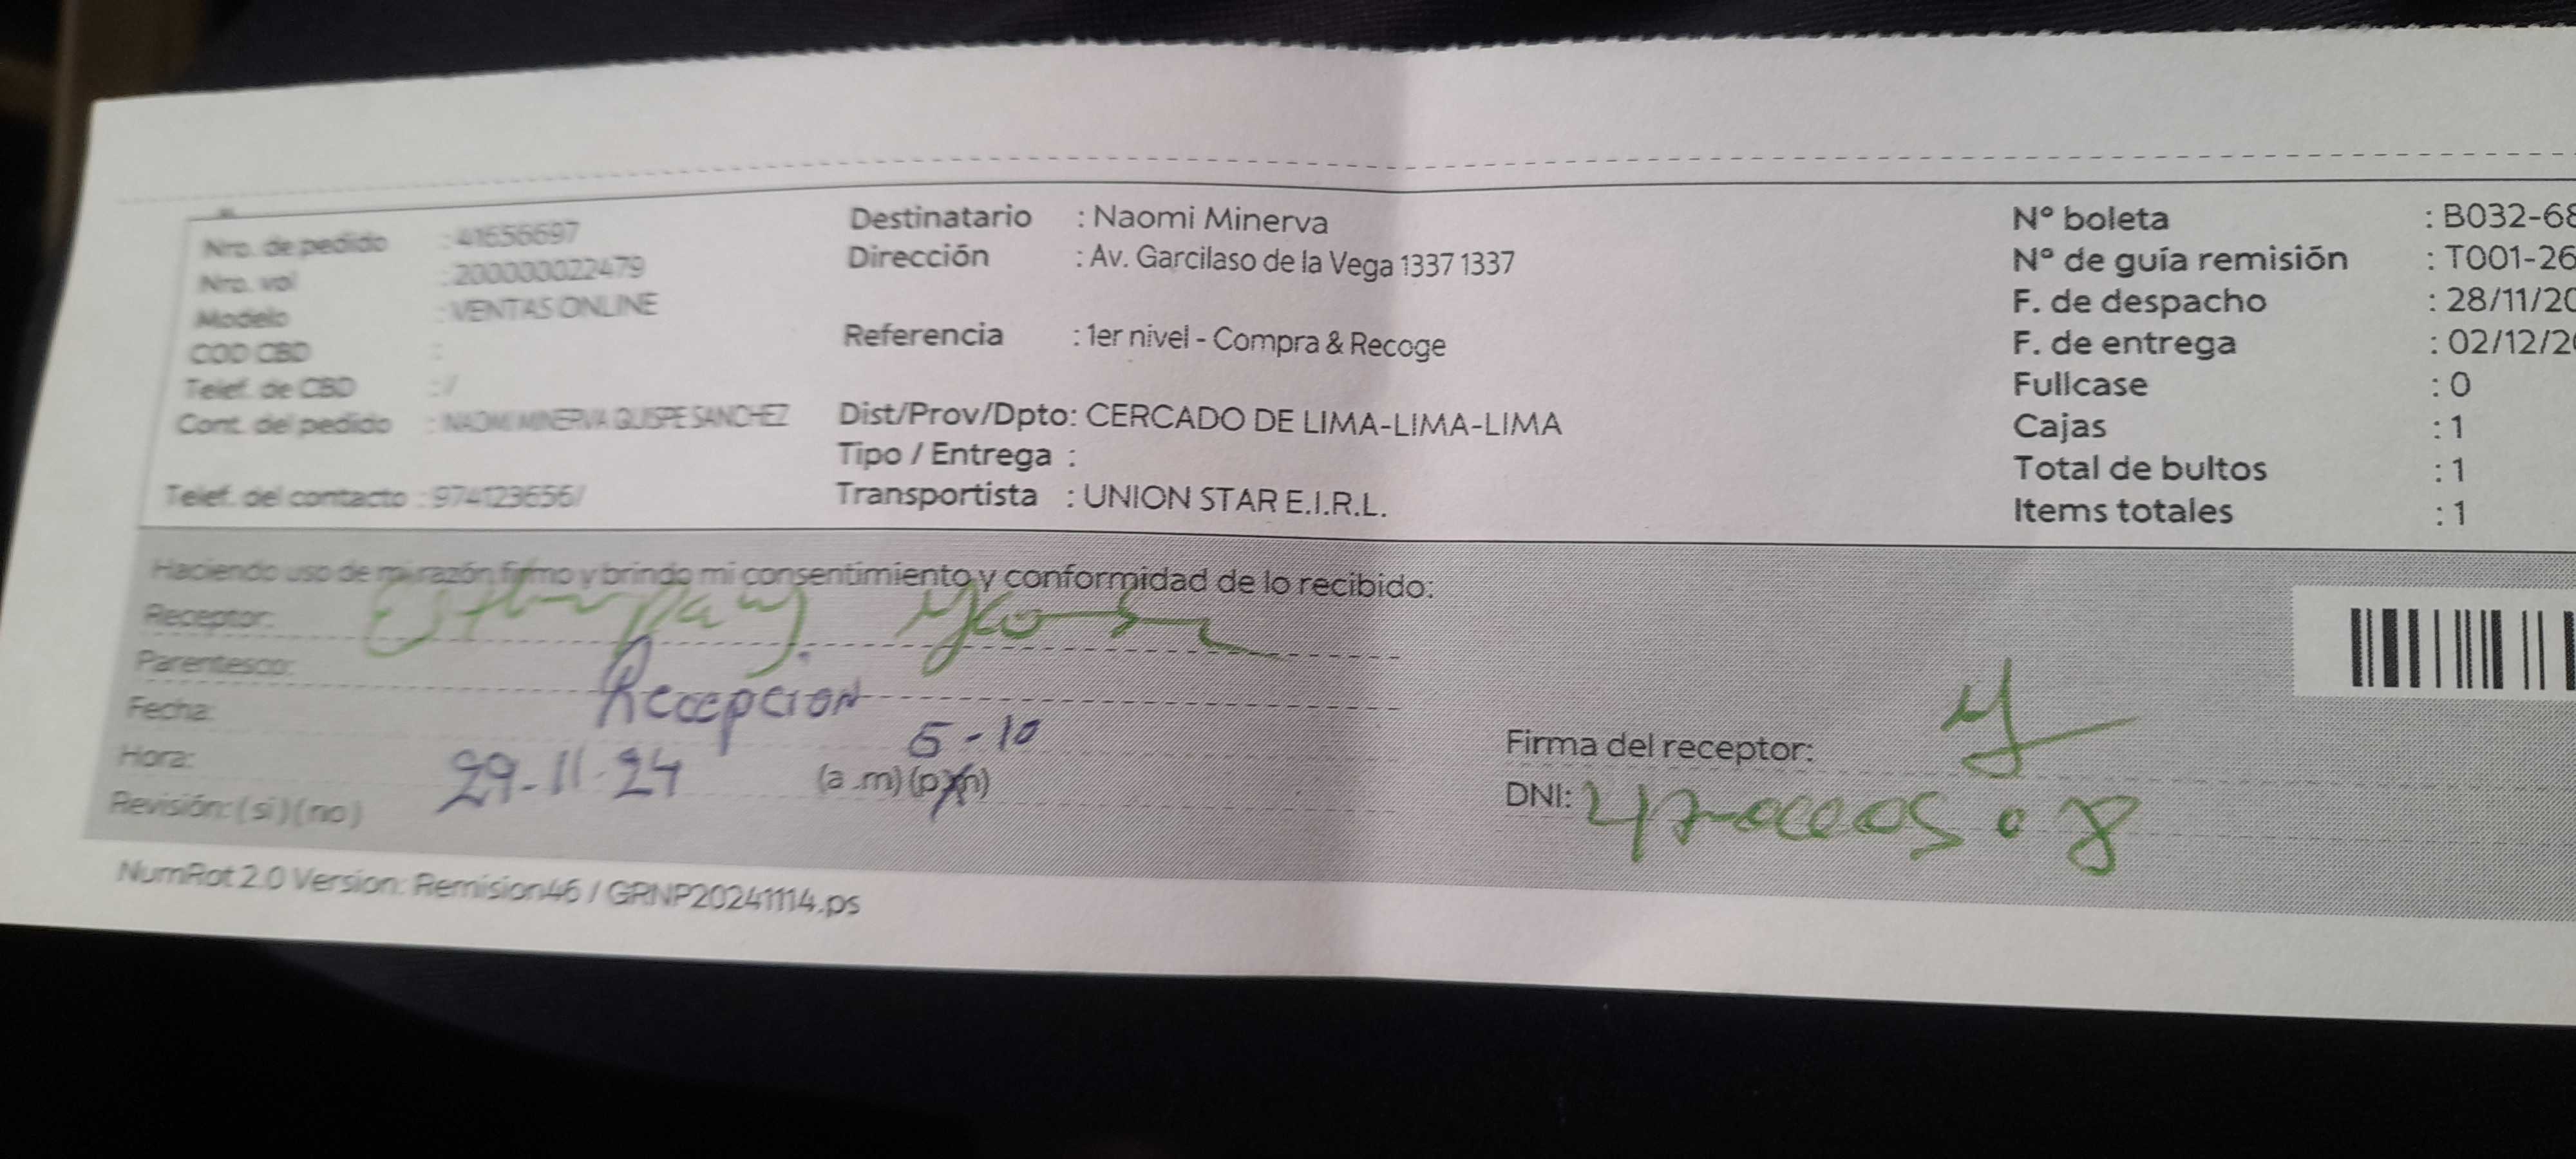 Nro. de pedido : 41656697
Nro. val : 200000022479
Modelo : VENTAS ONLINE
COD CBD :
Telef. de CBD : /
Cont. del pedido : NAOMI MINERVA QUISPE SANCHEZ
Telef. del contacto : 974123656/
Destinatario : Naomi Minerva
Dirección : Av. Garcilaso de la Vega 1337 1337
Referencia : 1er nivel - Compra & Recoge
Dist/Prov/Dpto: CERCADO DE LIMA-LIMA-LIMA
Tipo / Entrega :
Transportista : UNION STAR E.I.R.L.
N° boleta : B032-68
N° de guía remisión : T001-26
F. de despacho : 28/11/20
F. de entrega : 02/12/20
Fullcase : 0
Cajas : 1
Total de bultos : 1
Items totales : 1
Haciendo uso de mi razón firmo y brindo mi consentimiento y conformidad de lo recibido:
Receptor:
Parentesco: Recepcion
Fecha:
Hora: 29-11-24 5-10 (a .m) (p.m)
Revisión: (si) (no)
Firma del receptor:
DNI:
NumRot 2.0 Version: Remision46 / GRNP20241114.ps